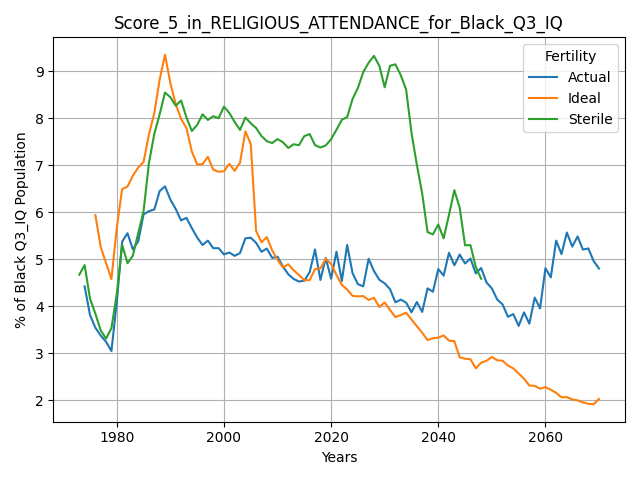 Score_5_in_RELIGIOUS_ATTENDANCE_for_Black_Q3_IQ
Fertility
Actual
Ideal
Sterile
% of Black Q3_IQ Population
9
8
7
6
5
4
3
2
1980
2000
2020
2040
2060
Years